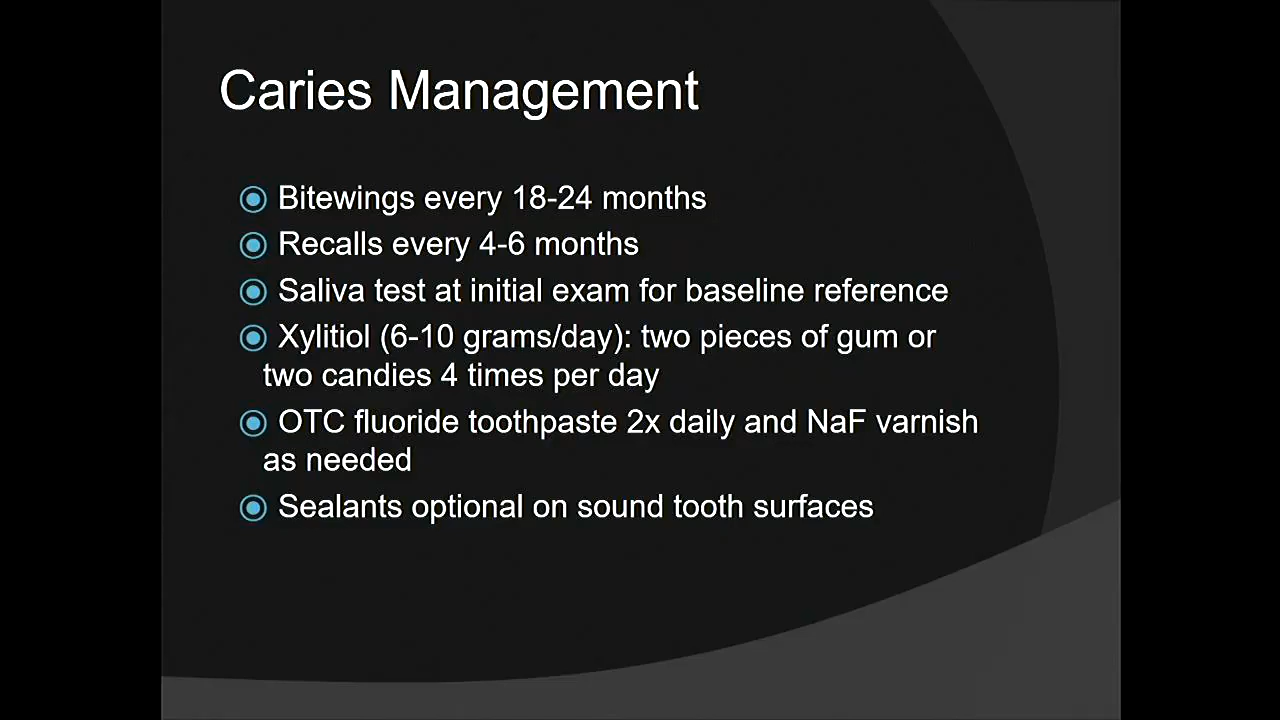 Caries Management
Bitewings every 18-24 months
Recalls every 4-6 months
Saliva test at initial exam for baseline reference
Xylitiol (6-10 grams/day): two pieces of gum or
two candies 4 times per day
OTC fluoride toothpaste 2x daily and NaF varnish
as needed
Sealants optional on sound tooth surfaces